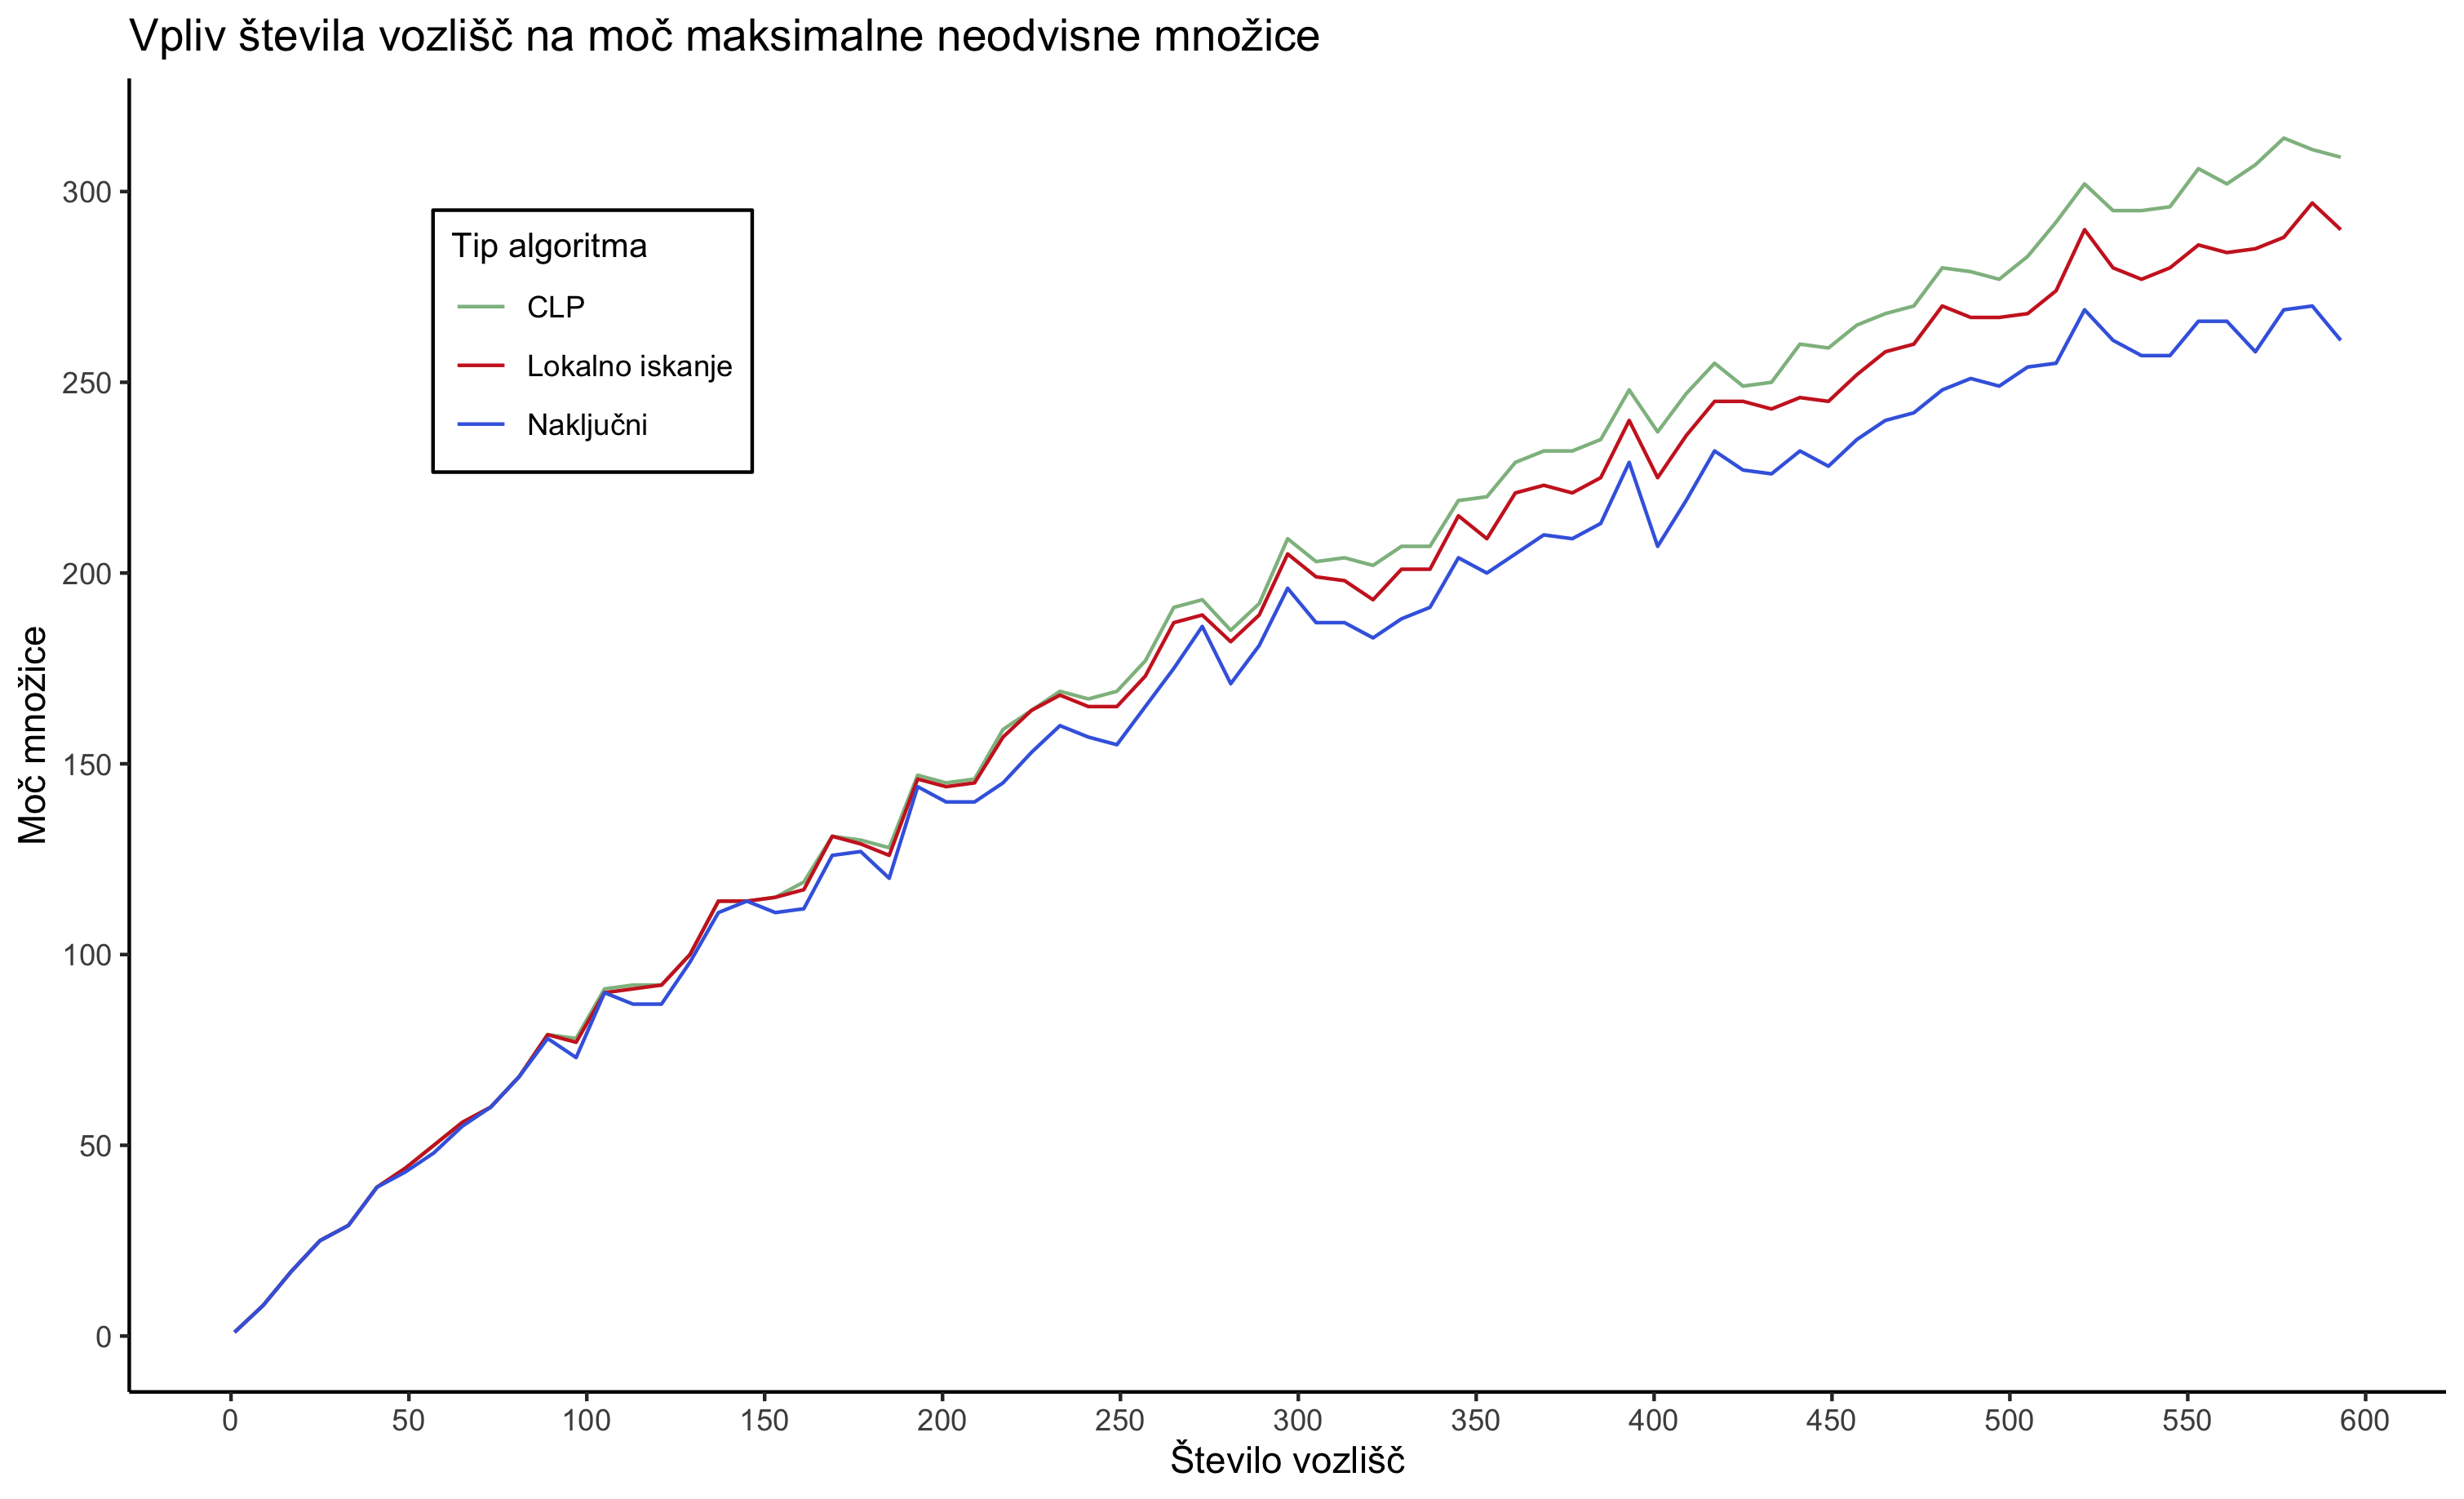 Vpliv števila vozlišč na moč maksimalne neodvisne množice
Moč množice
300
250
200
150
100
50
0
Tip algoritma
CLP
Lokalno iskanje
Naključni
0 50 100 150 200 250 300 350 400 450 500 550 600
Število vozlišč